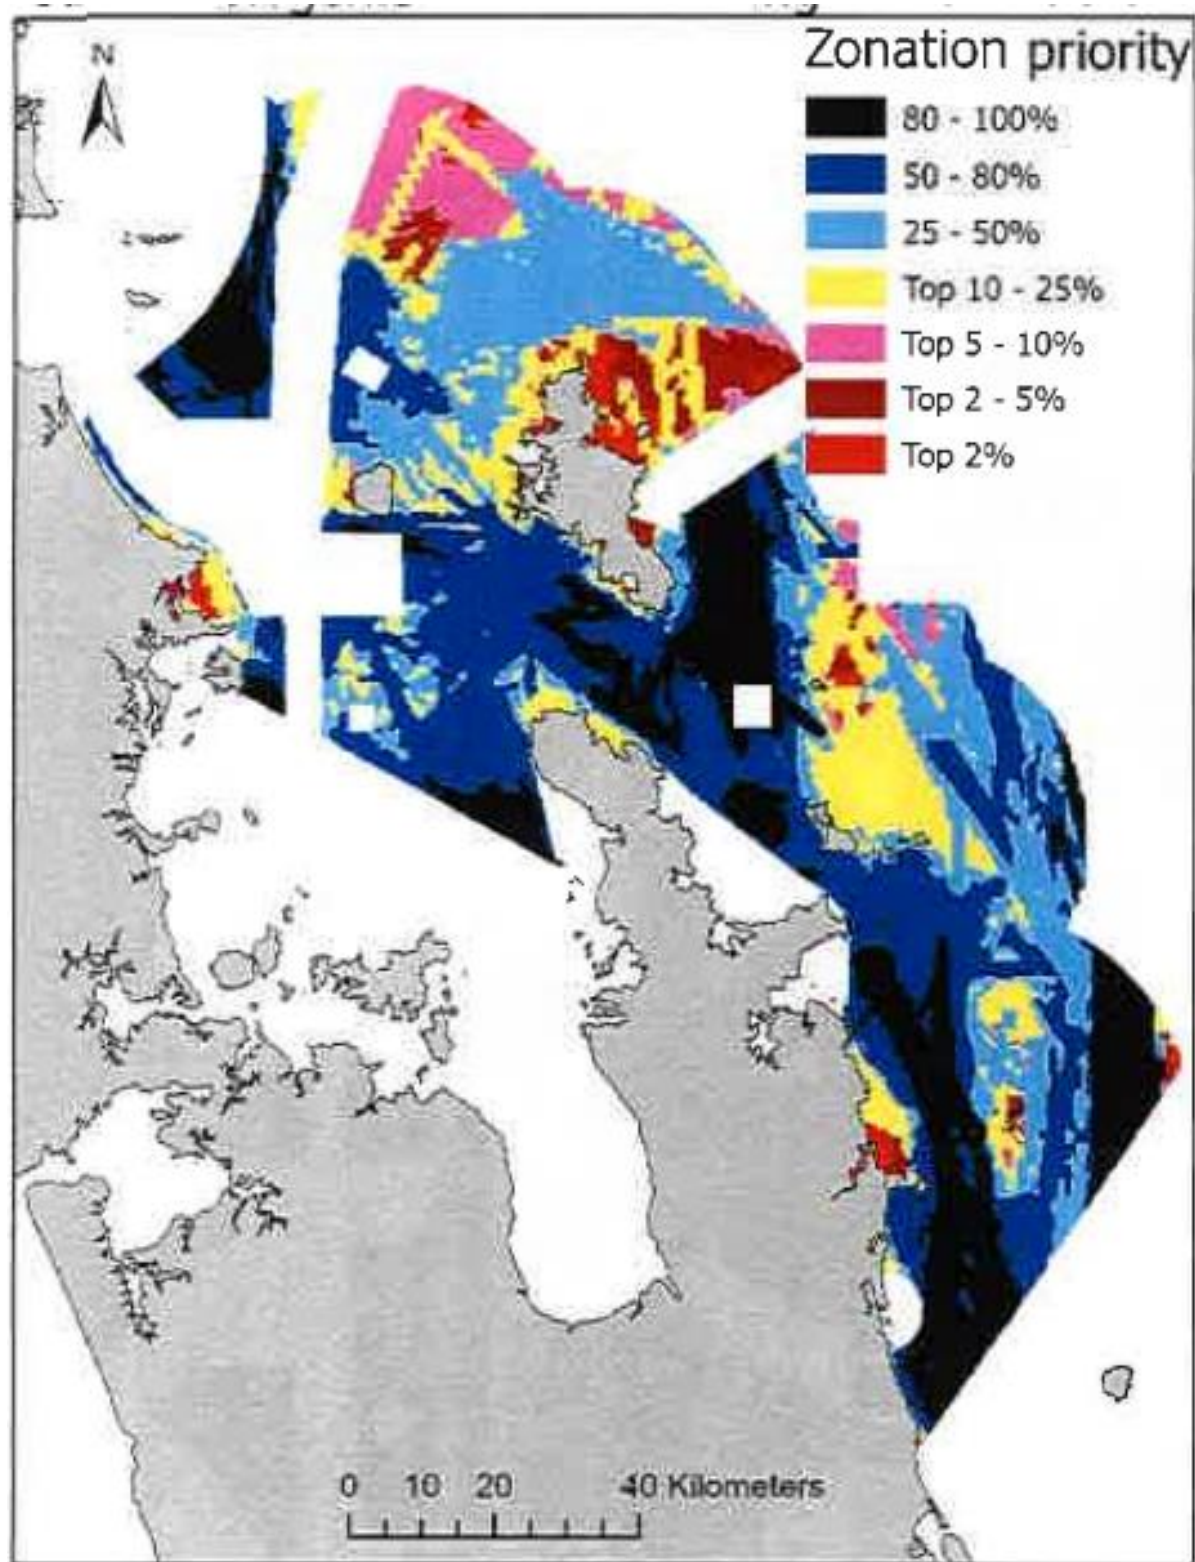 N
Zonation priority
80 - 100%
50 - 80%
25 - 50%
Top 10 - 25%
Top 5 - 10%
Top 2 - 5%
Top 2%
0 10 20 40 Kilometers